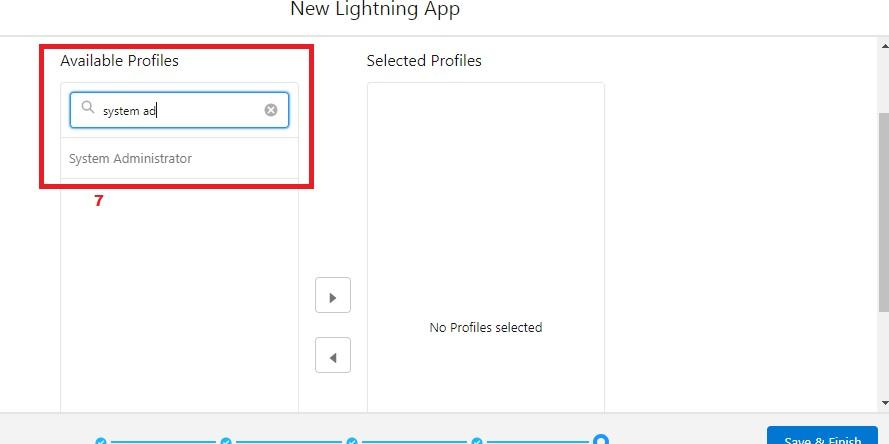 New Lightning App
Available Profiles
Selected Profiles
system ad
System Administrator
7
No Profiles selected
Save & Finish